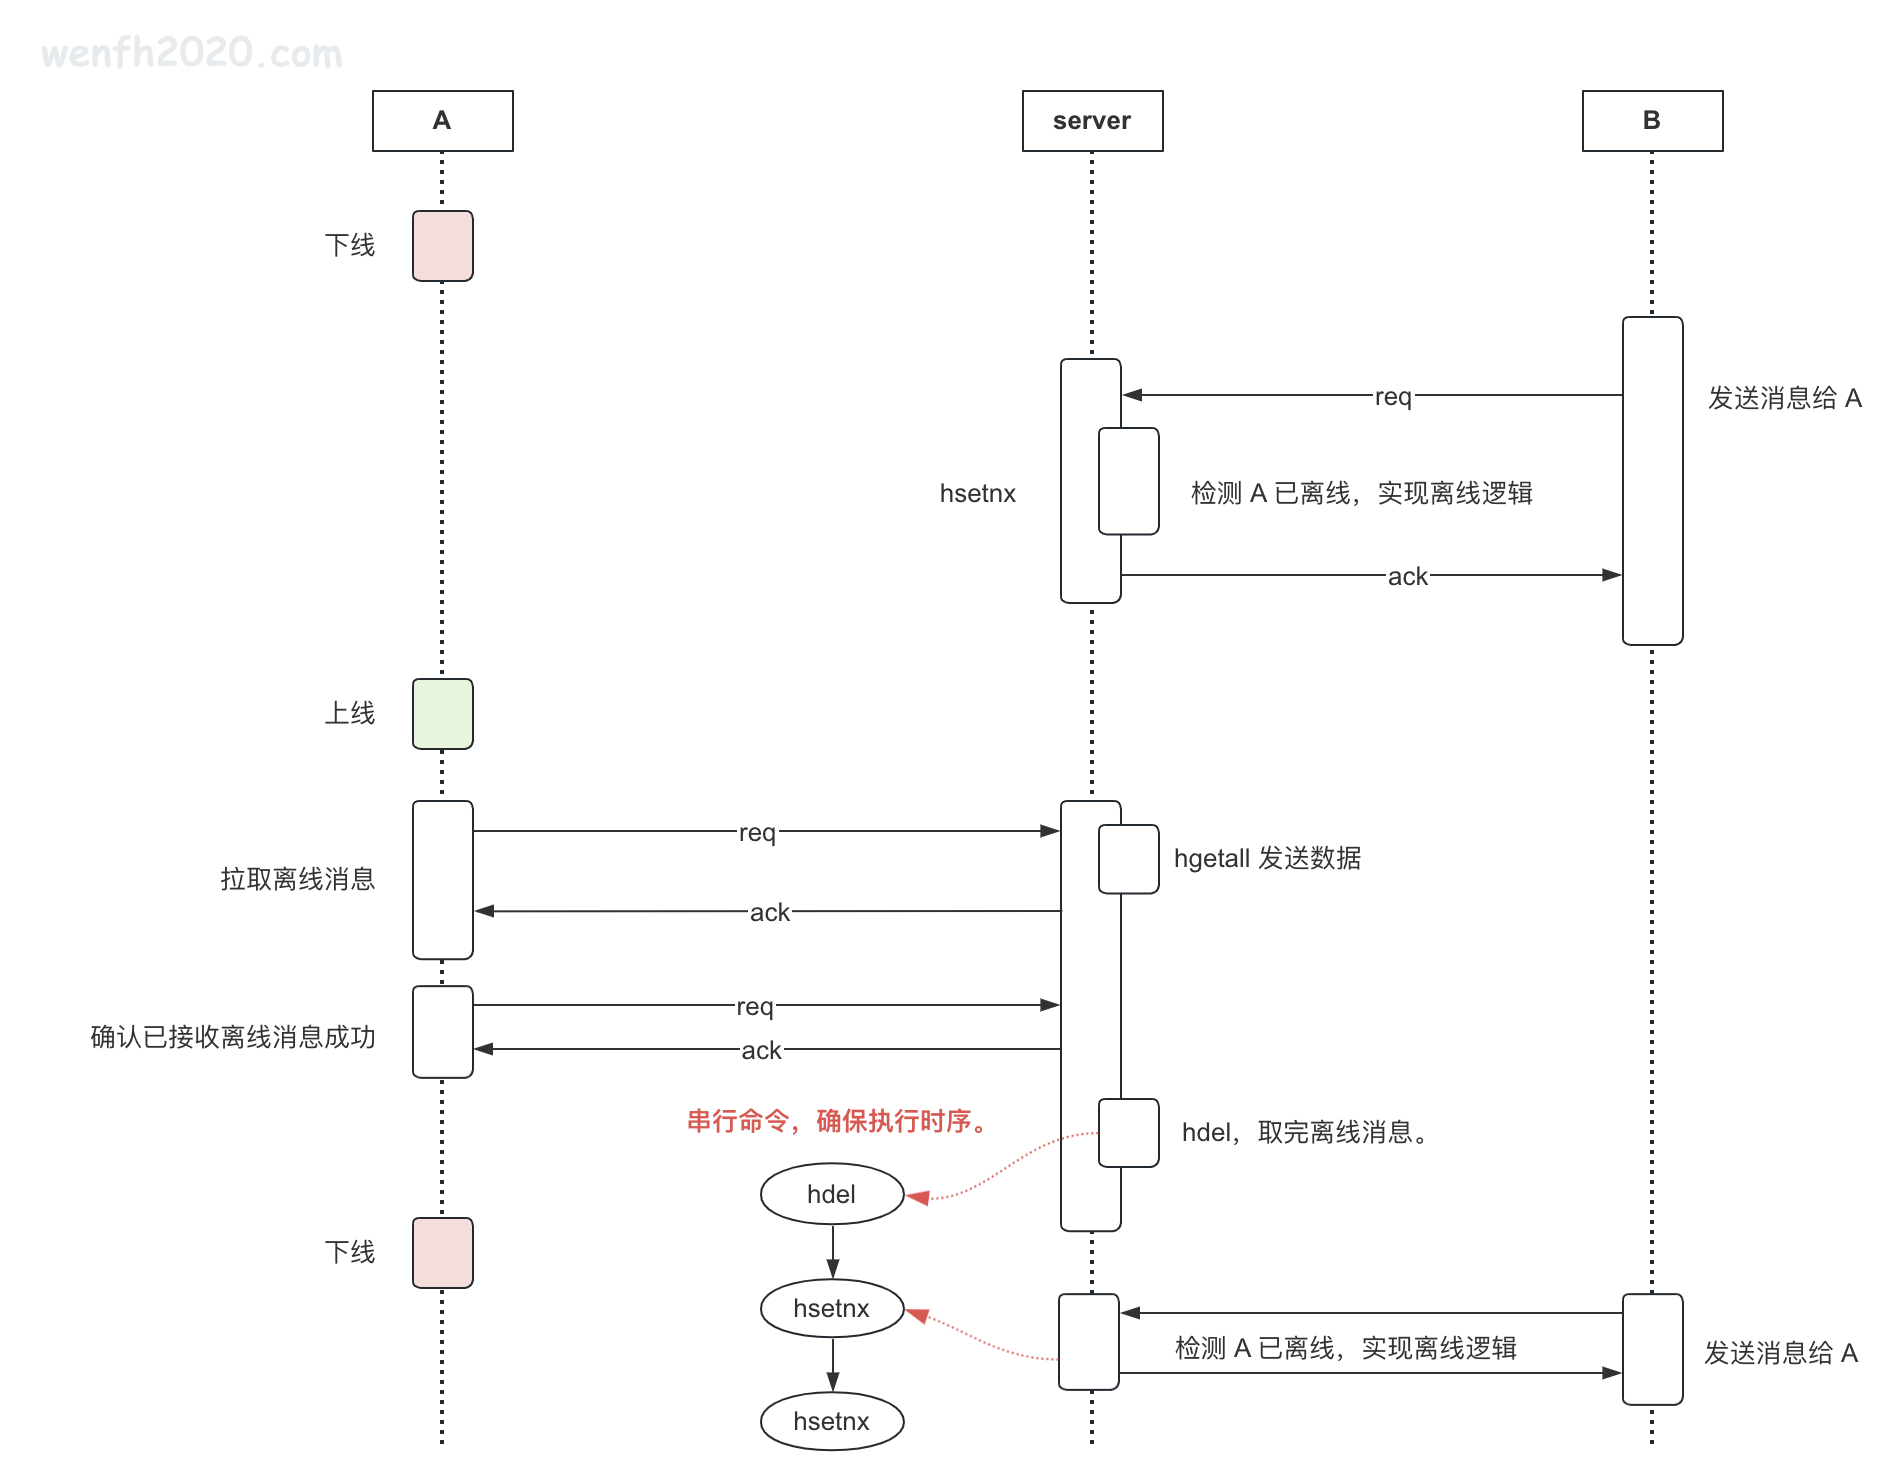 wenfh2020.com
A
server
B
下线
req
发送消息给 A
hsetnx
检测 A 已离线，实现离线逻辑
ack
上线
req
hgetall 发送数据
拉取离线消息
ack
req
确认已接收离线消息成功
ack
串行命令，确保执行时序。
hdel，取完离线消息。
hdel
下线
hsetnx
检测 A 已离线，实现离线逻辑
发送消息给 A
hsetnx